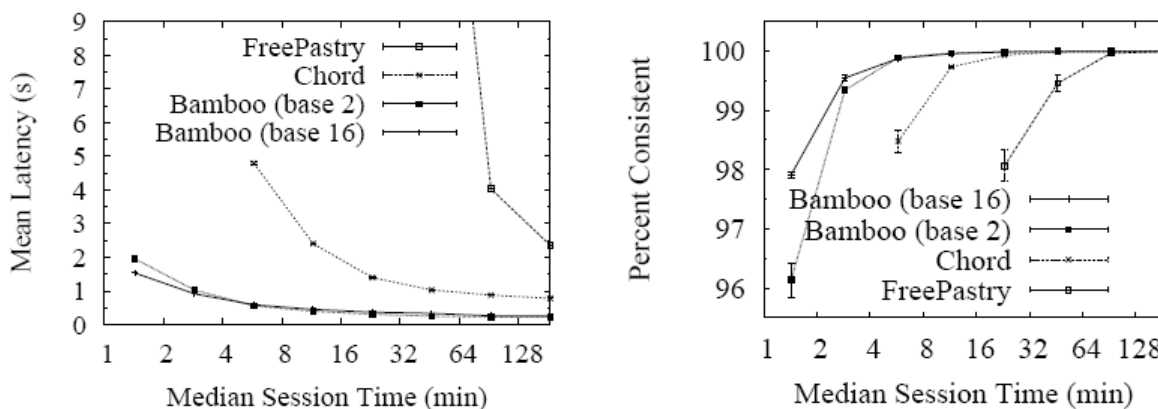 9
8
7
6
5
4
3
2
1
0
Mean Latency (s)
FreePastry
Chord
Bamboo (base 2)
Bamboo (base 16)
1 2 4 8 16 32 64 128
Median Session Time (min)
100
99
98
97
96
Percent Consistent
Bamboo (base 16)
Bamboo (base 2)
Chord
FreePastry
1 2 4 8 16 32 64 128
Median Session Time (min)